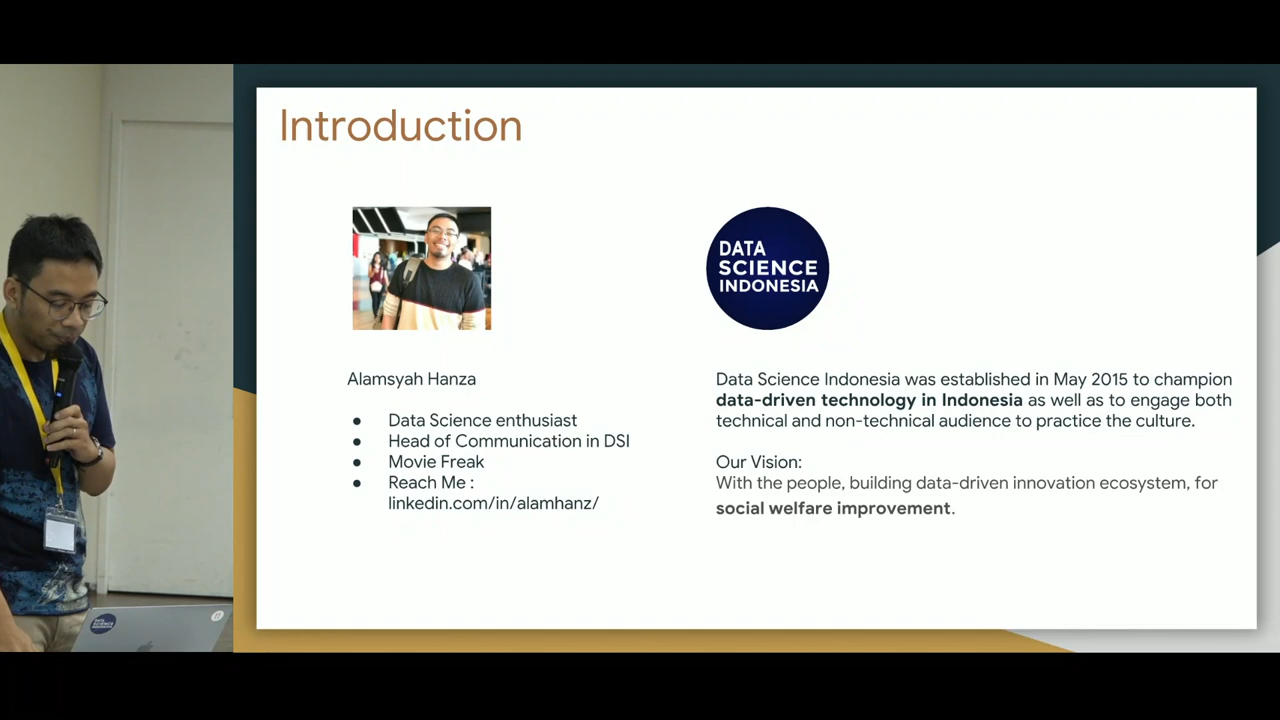 Introduction
DATA
SCIENCE
INDONESIA
Alamsyah Hanza
● Data Science enthusiast
● Head of Communication in DSI
● Movie Freak
● Reach Me :
linkedin.com/in/alamhanz/
Data Science Indonesia was established in May 2015 to champion
data-driven technology in Indonesia as well as to engage both
technical and non-technical audience to practice the culture.
Our Vision:
With the people, building data-driven innovation ecosystem, for
social welfare improvement.
DATA
SCIENCE
INDONESIA